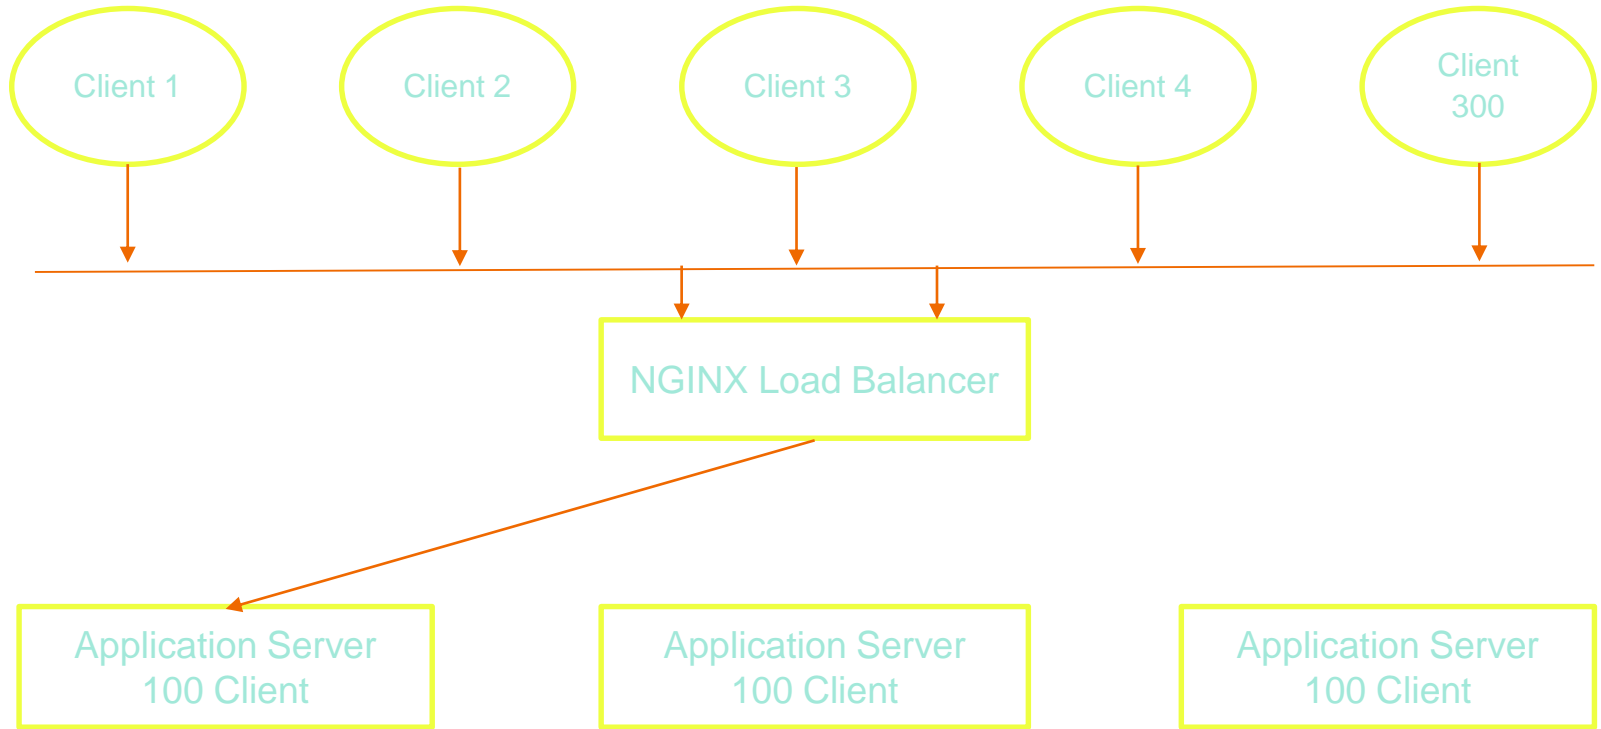 Client 1
Client 2
Client 3
Client 4
Client
300
NGINX Load Balancer
Application Server
100 Client
Application Server
100 Client
Application Server
100 Client